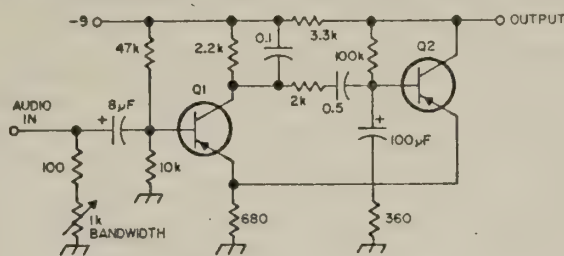 -9
3.3k
OUTPUT
0.1
47k
2.2k
100k
Q2
Q1
2k
0.5
AUDIO
IN
8µF
+
+
100µF
100
10k
1k
BANDWIDTH
680
360